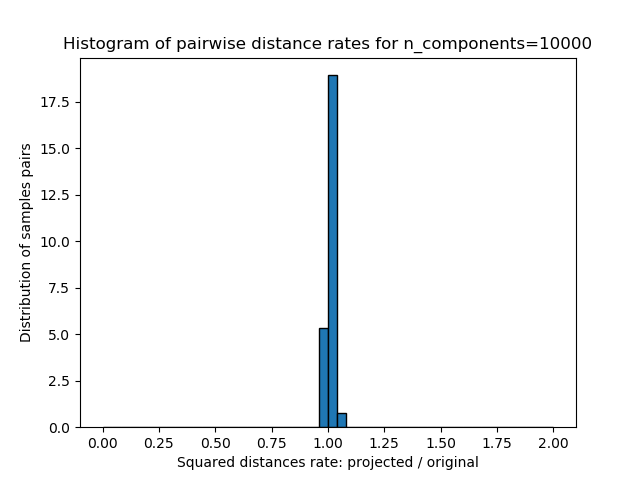 Histogram of pairwise distance rates for n_components=10000
Distribution of samples pairs
17.5
15.0
12.5
10.0
7.5
5.0
2.5
0.0
0.00 0.25 0.50 0.75 1.00 1.25 1.50 1.75 2.00
Squared distances rate: projected / original